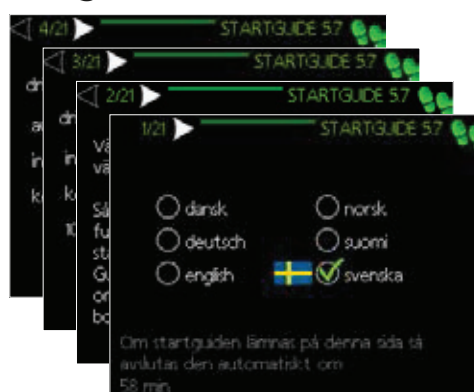 4/21 STARTGUIDE 5.7
3/21 STARTGUIDE 5.7
2/21 STARTGUIDE 5.7
1/21 STARTGUIDE 5.7
dansk norsk
deutsch suomi
english svenska
Om startguiden lämnas på denna sida så
avslutas den automatiskt om
58 min.